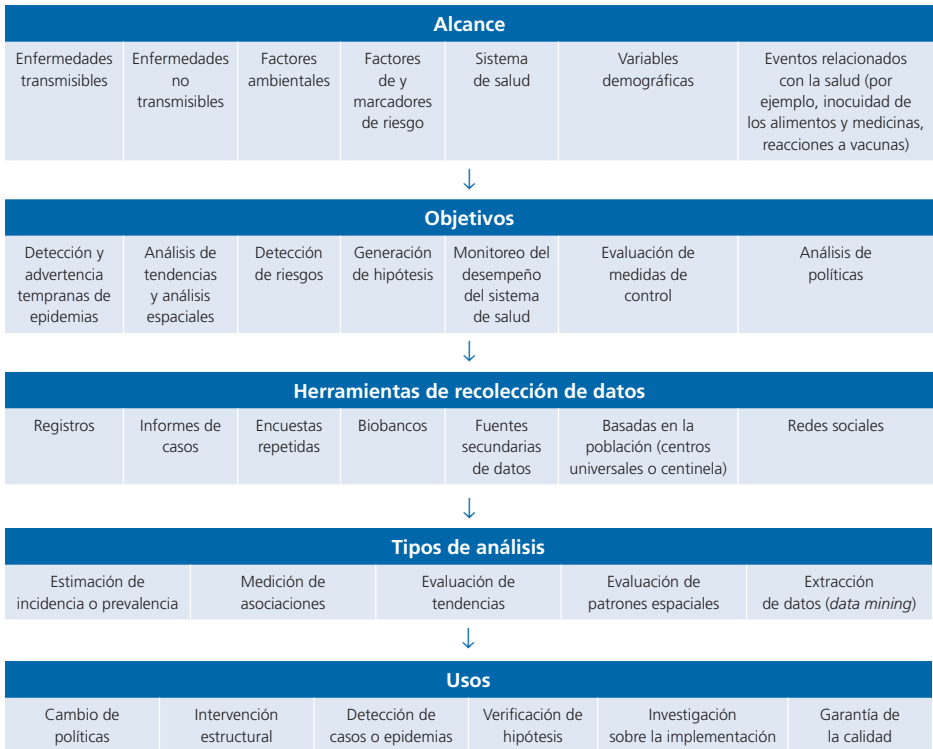 Alcance
Enfermedades
transmisibles
Enfermedades
no
transmisibles
Factores
ambientales
Factores
de y
marcadores
de riesgo
Sistema
de salud
Variables
demográficas
Eventos relacionados
con la salud (por
ejemplo, inocuidad de
los alimentos y medicinas,
reacciones a vacunas)
↓
Objetivos
Detección y
advertencia
tempranas de
epidemias
Análisis de
tendencias
y análisis
espaciales
Detección
de riesgos
Generación
de hipótesis
Monitoreo del
desempeño
del sistema
de salud
Evaluación de
medidas de
control
Análisis de
políticas
↓
Herramientas de recolección de datos
Registros
Informes de
casos
Encuestas
repetidas
Biobancos
Fuentes
secundarias
de datos
Basadas en la
población (centros
universales o centinela)
Redes sociales
↓
Tipos de análisis
Estimación de
incidencia o prevalencia
Medición de
asociaciones
Evaluación de
tendencias
Evaluación de
patrones espaciales
Extracción
de datos (data mining)
↓
Usos
Cambio de
políticas
Intervención
estructural
Detección de
casos o epidemias
Verificación de
hipótesis
Investigación
sobre la implementación
Garantía de
la calidad